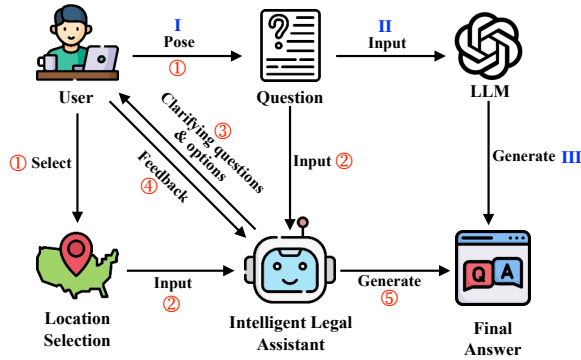 I
Pose
①
II
Input
User
Question
LLM
① Select
③
Clarifying questions
& options
④
Feedback
Input ②
Generate III
Input
②
Generate
⑤
Q A
Location
Selection
Intelligent Legal
Assistant
Final
Answer